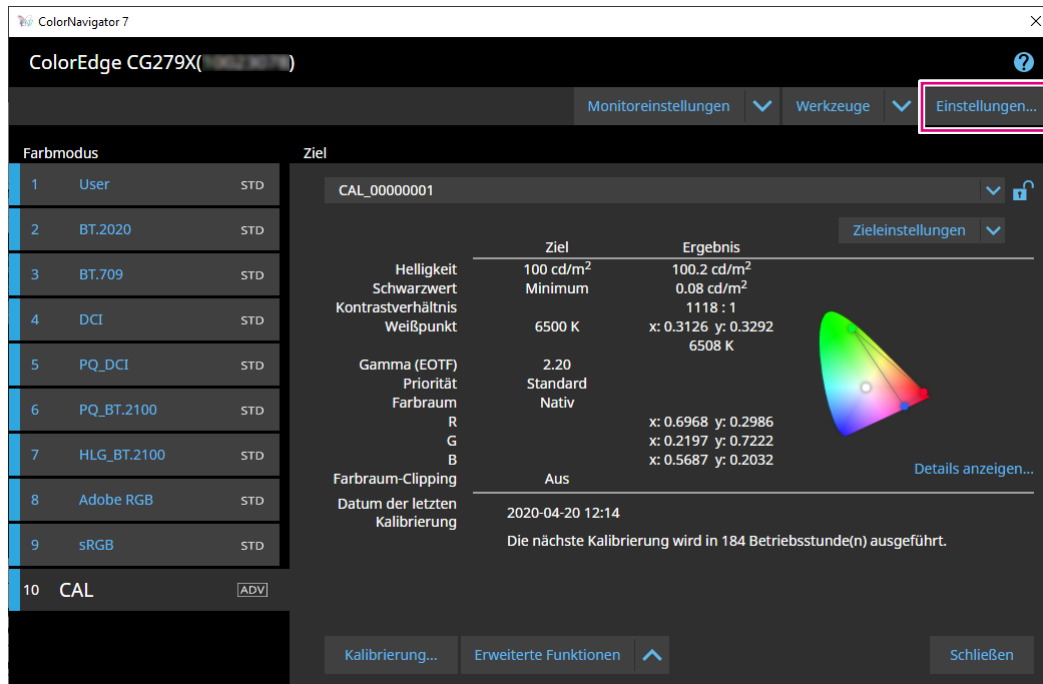 ColorNavigator 7
ColorEdge CG279X( )
Monitoreinstellungen Werkzeuge Einstellungen...
Farbmodus
1 User STD
2 BT.2020 STD
3 BT.709 STD
4 DCI STD
5 PQ_DCI STD
6 PQ_BT.2100 STD
7 HLG_BT.2100 STD
8 Adobe RGB STD
9 sRGB STD
10 CAL ADV
Ziel
CAL_00000001
Zieleinstellungen
Ziel Ergebnis
Helligkeit 100 cd/m² 100.2 cd/m²
Schwarzwert Minimum 0.08 cd/m²
Kontrastverhältnis 1118 : 1
Weißpunkt 6500 K x: 0.3126 y: 0.3292
6508 K
Gamma (EOTF) 2.20
Priorität Standard
Farbraum Nativ
R x: 0.6968 y: 0.2986
G x: 0.2197 y: 0.7222
B x: 0.5687 y: 0.2032
Farbraum-Clipping Aus
Details anzeigen...
Datum der letzten
Kalibrierung
2020-04-20 12:14
Die nächste Kalibrierung wird in 184 Betriebsstunde(n) ausgeführt.
Kalibrierung... Erweiterte Funktionen Schließen